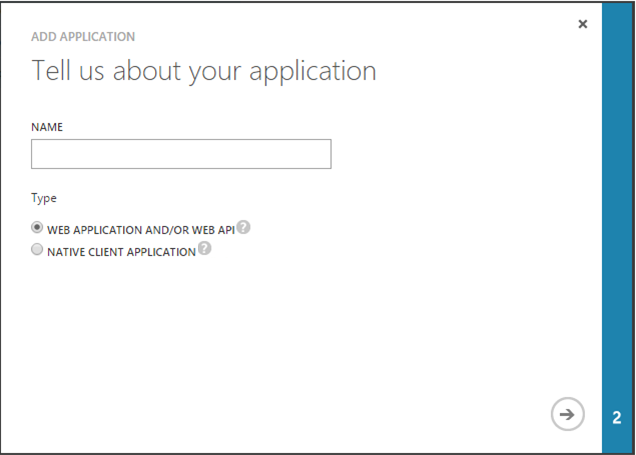 ADD APPLICATION
Tell us about your application
NAME
Type
WEB APPLICATION AND/OR WEB API ?
NATIVE CLIENT APPLICATION ?
2